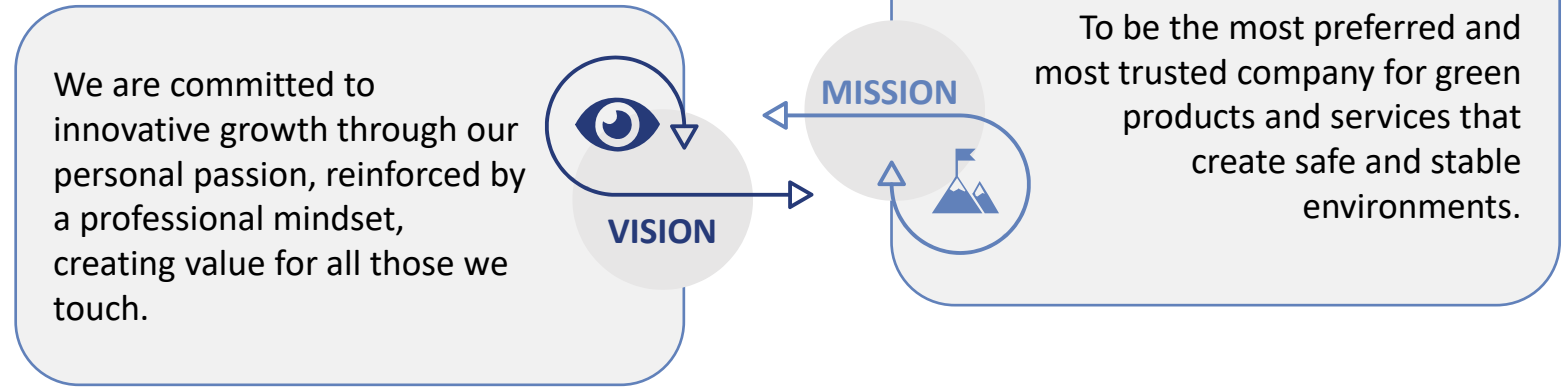 We are committed to
innovative growth through our
personal passion, reinforced by
a professional mindset,
creating value for all those we
touch.
VISION
MISSION
To be the most preferred and
most trusted company for green
products and services that
create safe and stable
environments.